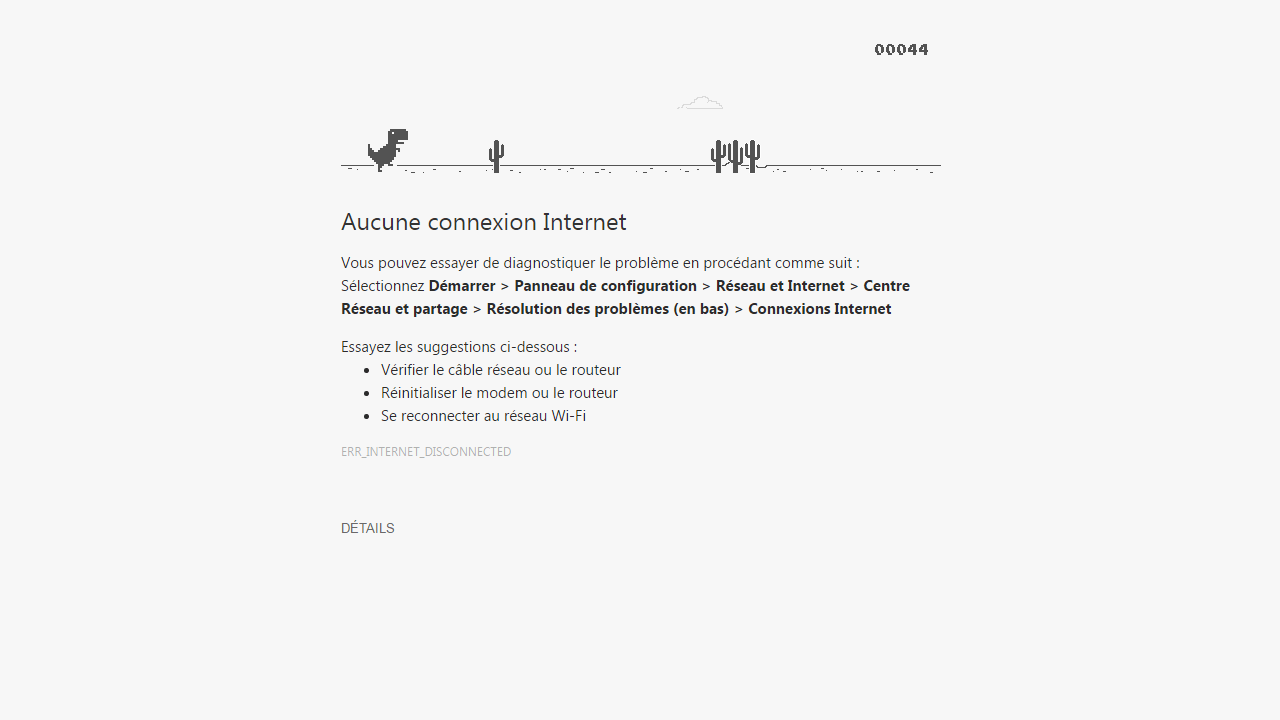 00044
Aucune connexion Internet
Vous pouvez essayer de diagnostiquer le problème en procédant comme suit :
Sélectionnez Démarrer > Panneau de configuration > Réseau et Internet > Centre
Réseau et partage > Résolution des problèmes (en bas) > Connexions Internet
Essayez les suggestions ci-dessous :
• Vérifier le câble réseau ou le routeur
• Réinitialiser le modem ou le routeur
• Se reconnecter au réseau Wi-Fi
ERR_INTERNET_DISCONNECTED
DÉTAILS